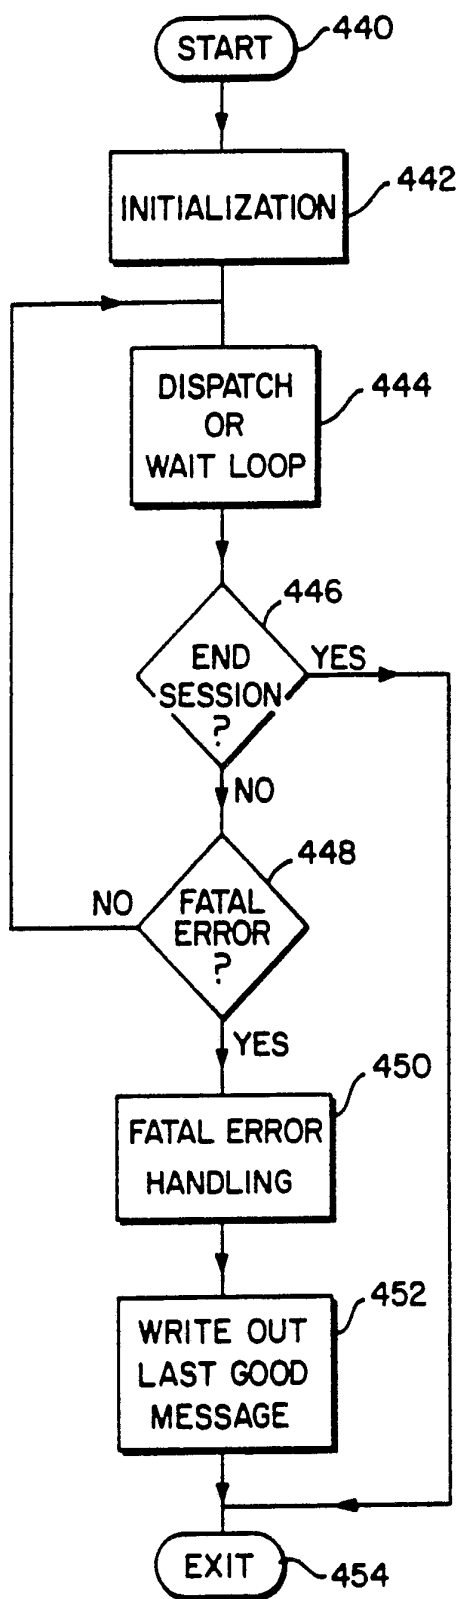 START
440
INITIALIZATION
442
DISPATCH
OR
WAIT LOOP
444
446
END
SESSION
?
YES
NO
448
NO
FATAL
ERROR
?
YES
450
FATAL ERROR
HANDLING
452
WRITE OUT
LAST GOOD
MESSAGE
EXIT
454